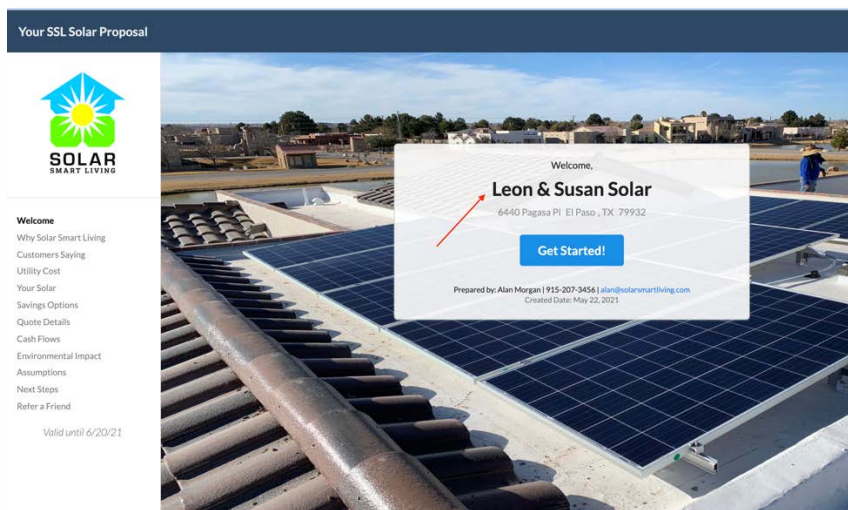 Your SSL Solar Proposal
SOLAR
SMART LIVING
Welcome
Why Solar Smart Living
Customers Saying
Utility Cost
Your Solar
Savings Options
Quote Details
Cash Flows
Environmental Impact
Assumptions
Next Steps
Refer a Friend
Valid until 6/20/21
Welcome,
Leon & Susan Solar
6440 Pagasa Pl El Paso , TX 79932
Get Started!
Prepared by: Alan Morgan | 915-207-3456 | alan@solarsmartliving.com
Created Date: May 22, 2021